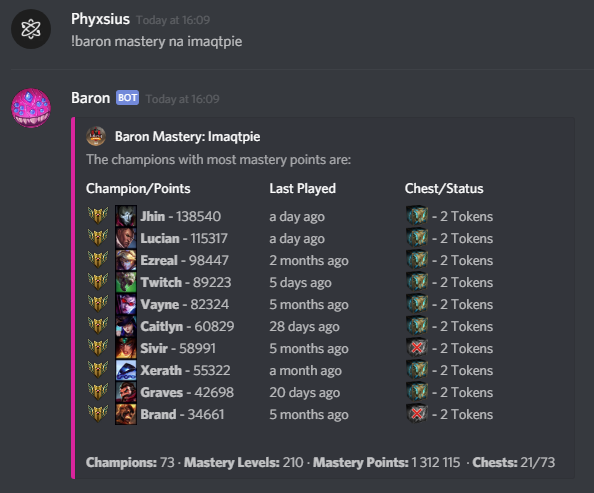 Phyxsius Today at 16:09
!baron mastery na imaqtpie
Baron BOT Today at 16:09
Baron Mastery: Imaqtpie
The champions with most mastery points are:
Champion/Points Last Played Chest/Status
Jhin - 138540 a day ago - 2 Tokens
Lucian - 115317 a day ago - 2 Tokens
Ezreal - 98447 2 months ago - 2 Tokens
Twitch - 89223 5 days ago - 2 Tokens
Vayne - 82324 5 months ago - 2 Tokens
Caitlyn - 60829 28 days ago - 2 Tokens
Sivir - 58991 5 months ago - 2 Tokens
Xerath - 55322 a month ago - 2 Tokens
Graves - 42698 20 days ago - 2 Tokens
Brand - 34661 5 months ago - 2 Tokens
Champions: 73 · Mastery Levels: 210 · Mastery Points: 1 312 115 · Chests: 21/73